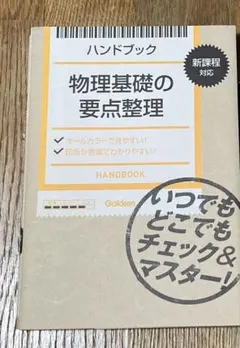 ハンドブック
新課程
対応
物理基礎の
要点整理
オールカラーで見やすい!
図解が豊富でわかりやすい!
HANDBOOK
Gakken
いつでも
どこでも
チェック&
マスター!